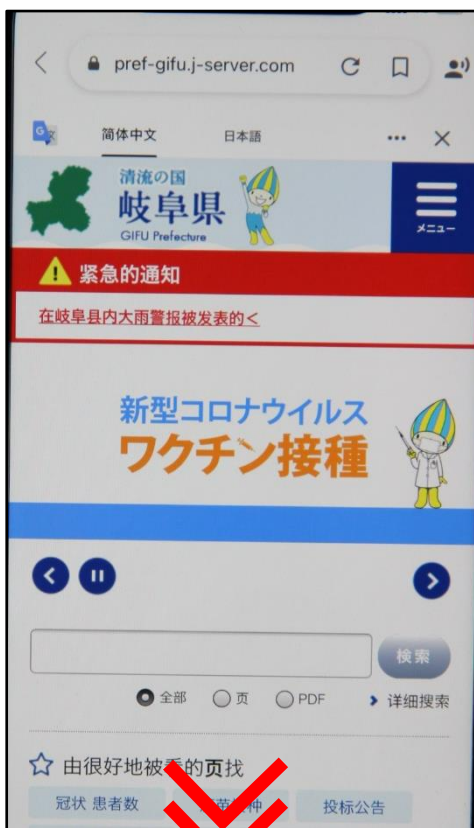 pref-gifu.j-server.com
简体中文 日本語
清流の国
岐阜県
GIFU Prefecture
メニュー
紧急的通知
在岐阜县内大雨警报被发表的<
新型コロナウイルス
ワクチン接種
検索
全部 页 PDF 详细搜索
由很好地被看的页找
冠状 患者数 种 投标公告